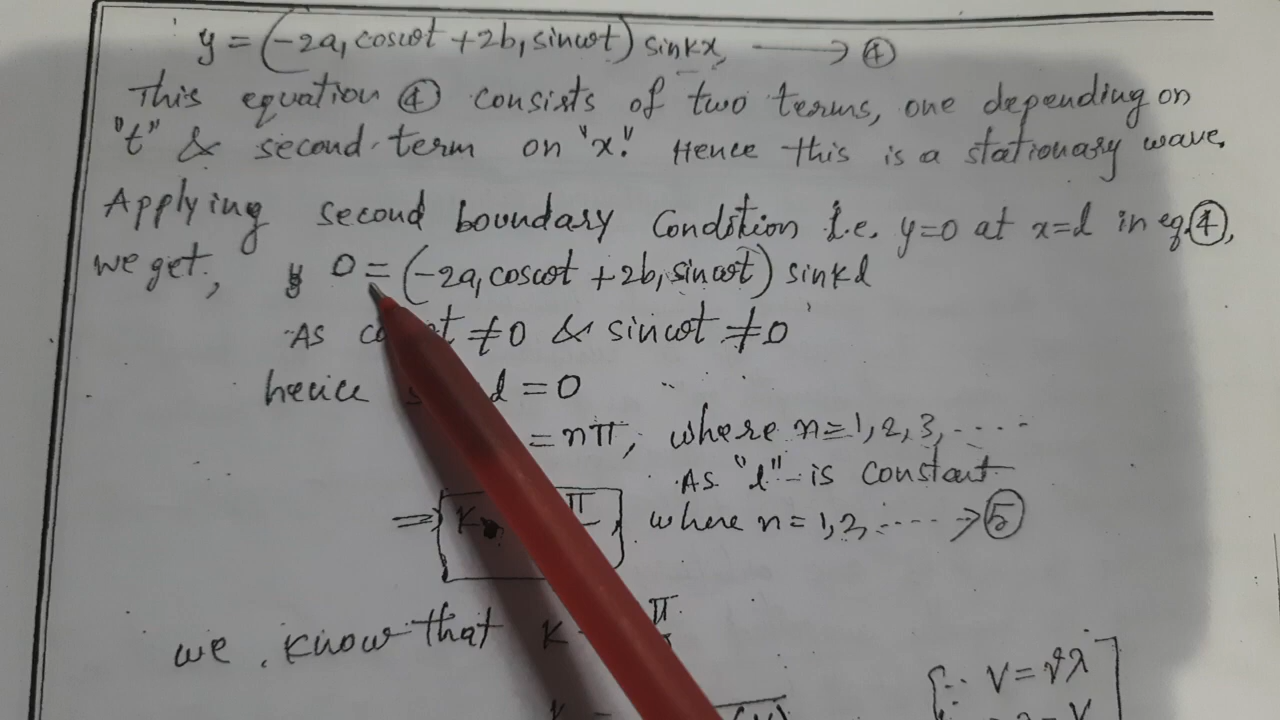 y = (-2a₁ cosωt + 2b₁ sinωt) sinkx, → ④
This equation ④ consists of two terms, one depending on
"t" & second term on "x". Hence this is a stationary wave.
Applying second boundary Condition i.e. y=0 at x=l in eq.④,
we get, 0 = (-2a₁ cosωt + 2b₁ sinωt) sinkl
As ≠0 & sinωt ≠0
hence = 0
= nπ, where n=1,2,3,....
As "l" is constant
⇒ K π, where n=1,2,.... → ⑤
we know that K π
[∵ V=νλ